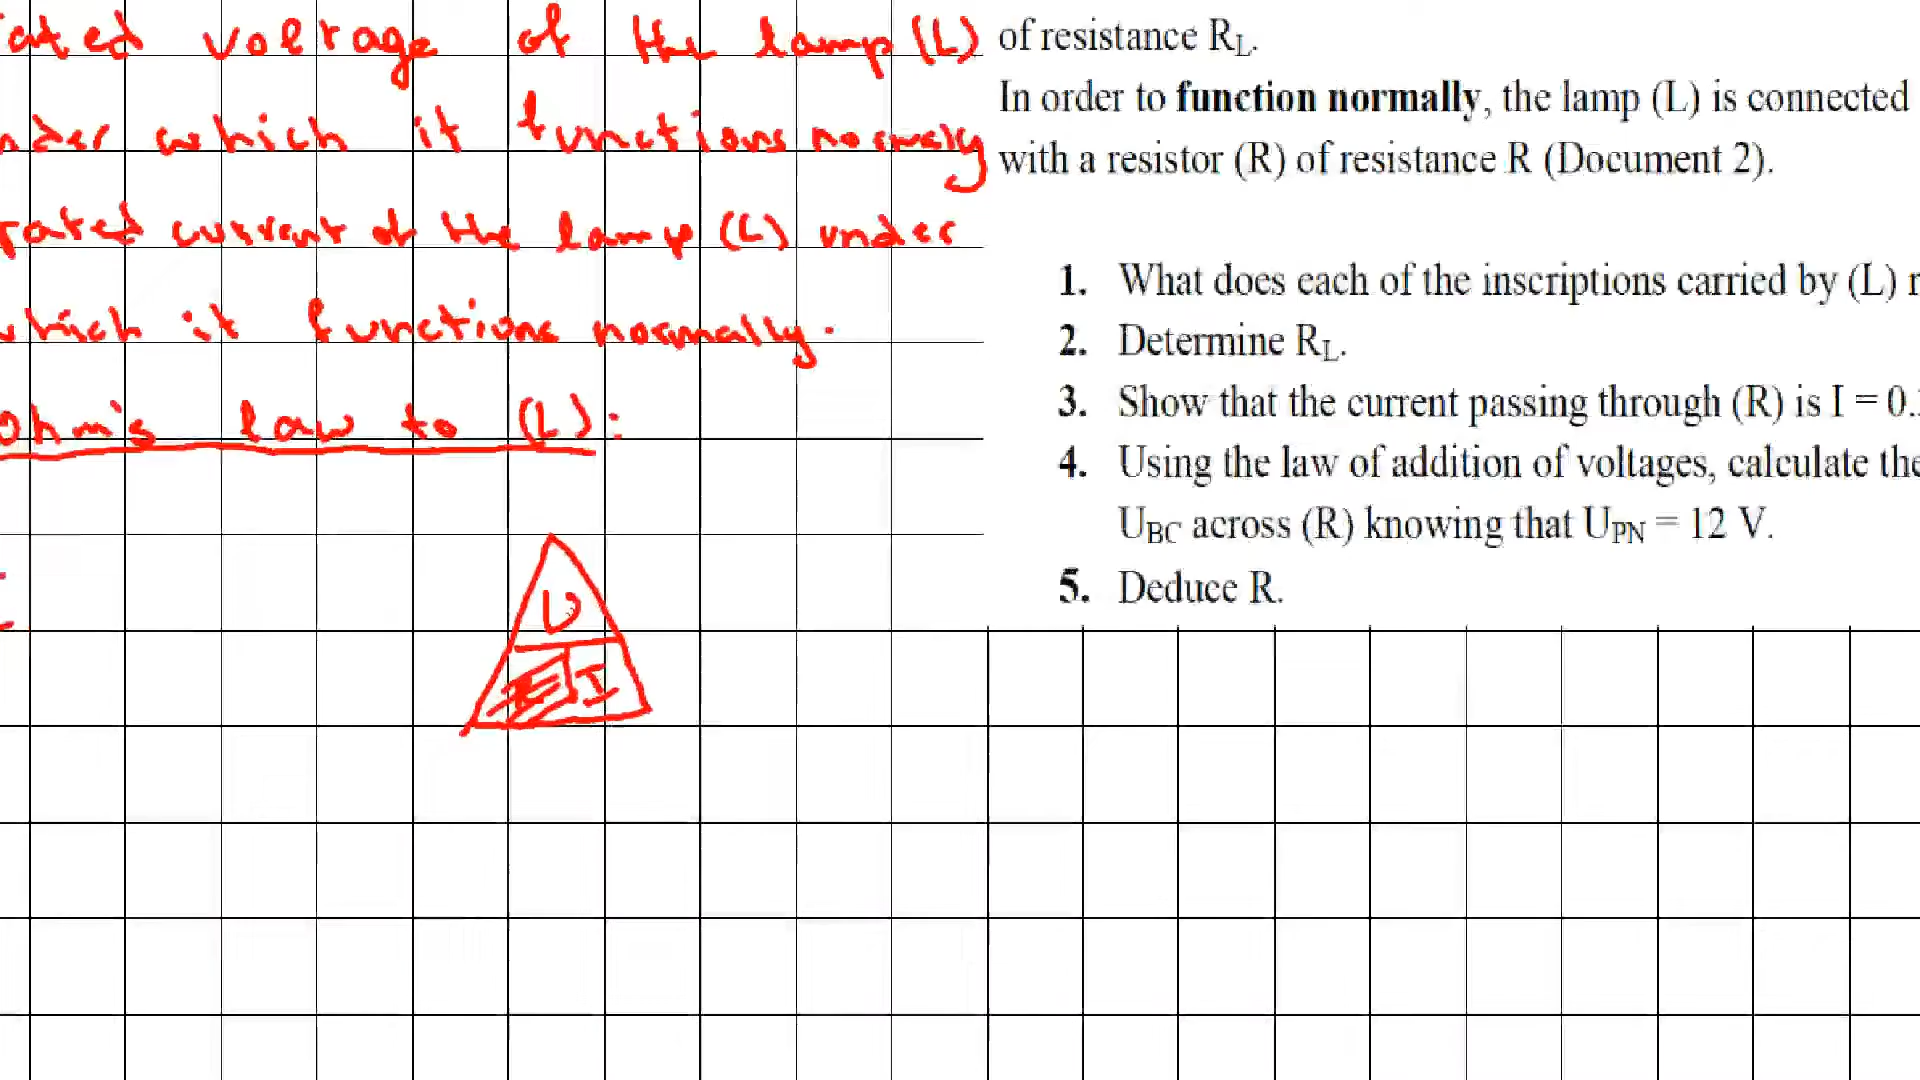 rated voltage of the lamp (L)
under which it functions normaly
rated current of the lamp (L) under
which it functions normally.
ohm's law to (L):
U
I
of resistance RL.
In order to function normally, the lamp (L) is connected
with a resistor (R) of resistance R (Document 2).
1. What does each of the inscriptions carried by (L) r
2. Determine RL.
3. Show that the current passing through (R) is I = 0.
4. Using the law of addition of voltages, calculate the
UBC across (R) knowing that UPN = 12 V.
5. Deduce R.